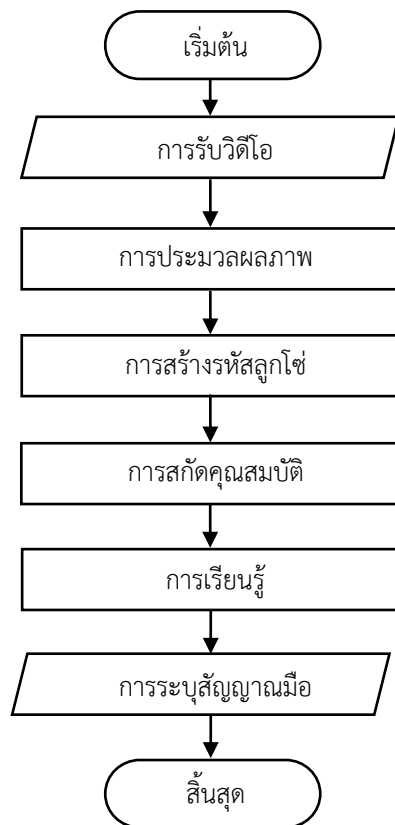 เริ่มต้น
การรับวิดีโอ
การประมวลผลภาพ
การสร้างรหัสลูกโซ่
การสกัดคุณสมบัติ
การเรียนรู้
การระบุสัญญาณมือ
สิ้นสุด